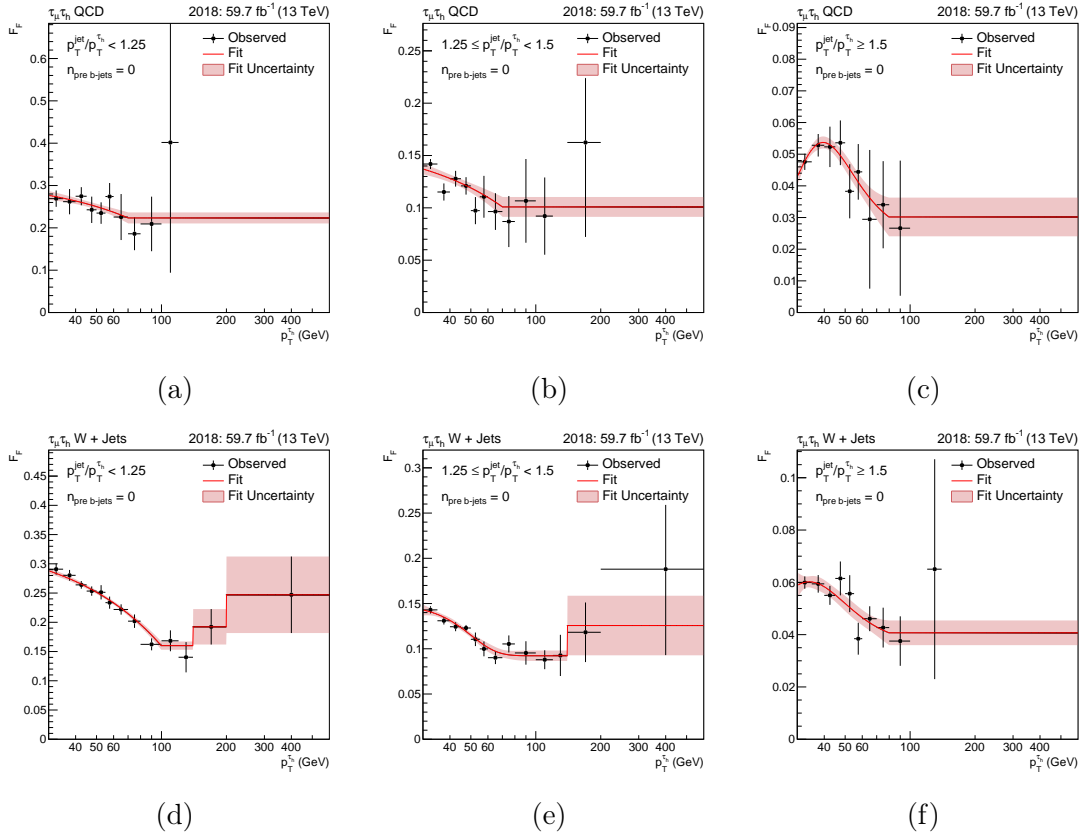 τμτh QCD 2018: 59.7 fb-1 (13 TeV)
FF
pTjet/pTτh < 1.25
npre b-jets = 0
Observed
Fit
Fit Uncertainty
0.6
0.5
0.4
0.3
0.2
0.1
0
40 50 60 100 200 300 400
pTτh (GeV)
(a)
τμτh QCD 2018: 59.7 fb-1 (13 TeV)
FF
1.25 ≤ pTjet/pTτh < 1.5
npre b-jets = 0
Observed
Fit
Fit Uncertainty
0.25
0.2
0.15
0.1
0.05
0
40 50 60 100 200 300 400
pTτh (GeV)
(b)
τμτh QCD 2018: 59.7 fb-1 (13 TeV)
FF
pTjet/pTτh ≥ 1.5
npre b-jets = 0
Observed
Fit
Fit Uncertainty
0.09
0.08
0.07
0.06
0.05
0.04
0.03
0.02
0.01
0
40 50 60 100 200 300 400
pTτh (GeV)
(c)
τμτh W + Jets 2018: 59.7 fb-1 (13 TeV)
FF
pTjet/pTτh < 1.25
npre b-jets = 0
Observed
Fit
Fit Uncertainty
0.45
0.4
0.35
0.3
0.25
0.2
0.15
0.1
0.05
0
40 50 60 100 200 300 400
pTτh (GeV)
(d)
τμτh W + Jets 2018: 59.7 fb-1 (13 TeV)
FF
1.25 ≤ pTjet/pTτh < 1.5
npre b-jets = 0
Observed
Fit
Fit Uncertainty
0.3
0.25
0.2
0.15
0.1
0.05
0
40 50 60 100 200 300 400
pTτh (GeV)
(e)
τμτh W + Jets 2018: 59.7 fb-1 (13 TeV)
FF
pTjet/pTτh ≥ 1.5
npre b-jets = 0
Observed
Fit
Fit Uncertainty
0.1
0.08
0.06
0.04
0.02
0
40 50 60 100 200 300 400
pTτh (GeV)
(f)